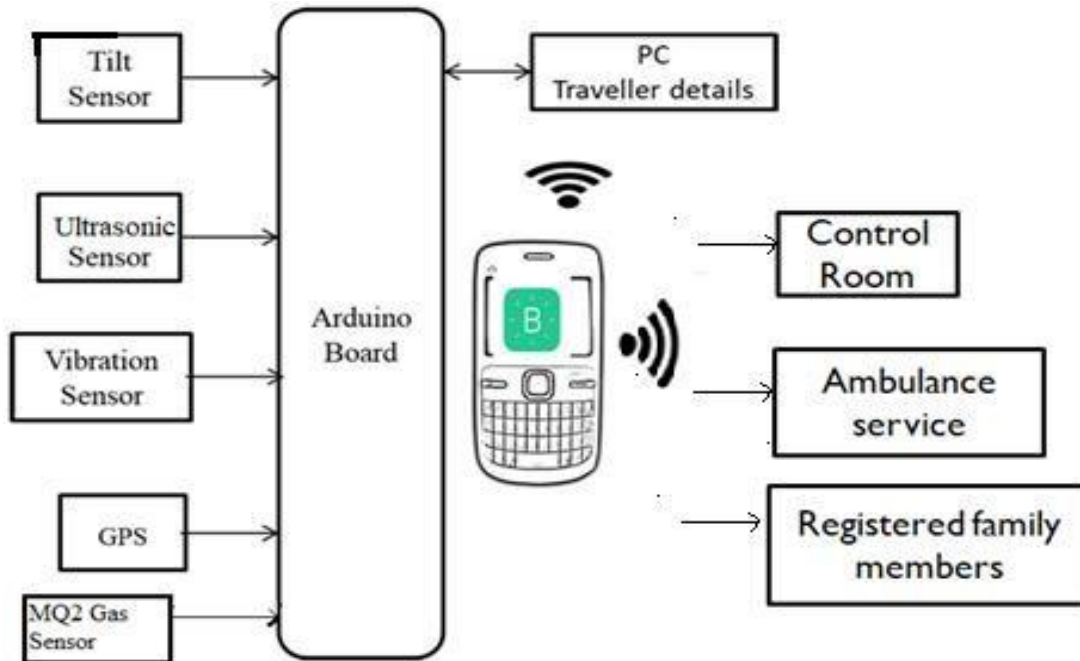 Tilt
Sensor
Ultrasonic
Sensor
Vibration
Sensor
GPS
MQ2 Gas
Sensor
Arduino
Board
PC
Traveller details
B
Control
Room
Ambulance
service
Registered family
members